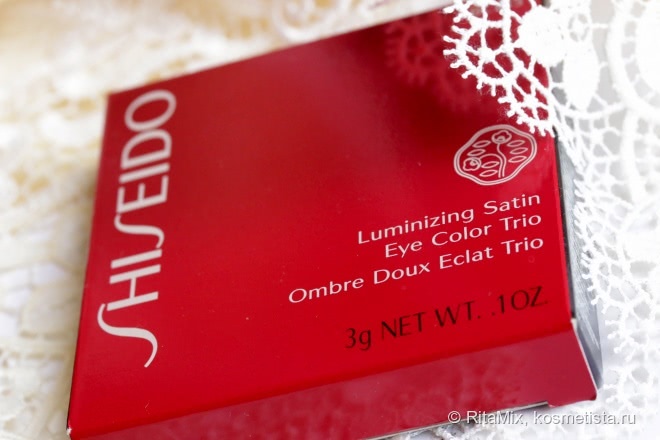 SHISEIDO
Luminizing Satin
Eye Color Trio
Ombre Doux Eclat Trio
3g NET WT. .1OZ.
© RitaMix, kosmetista.ru